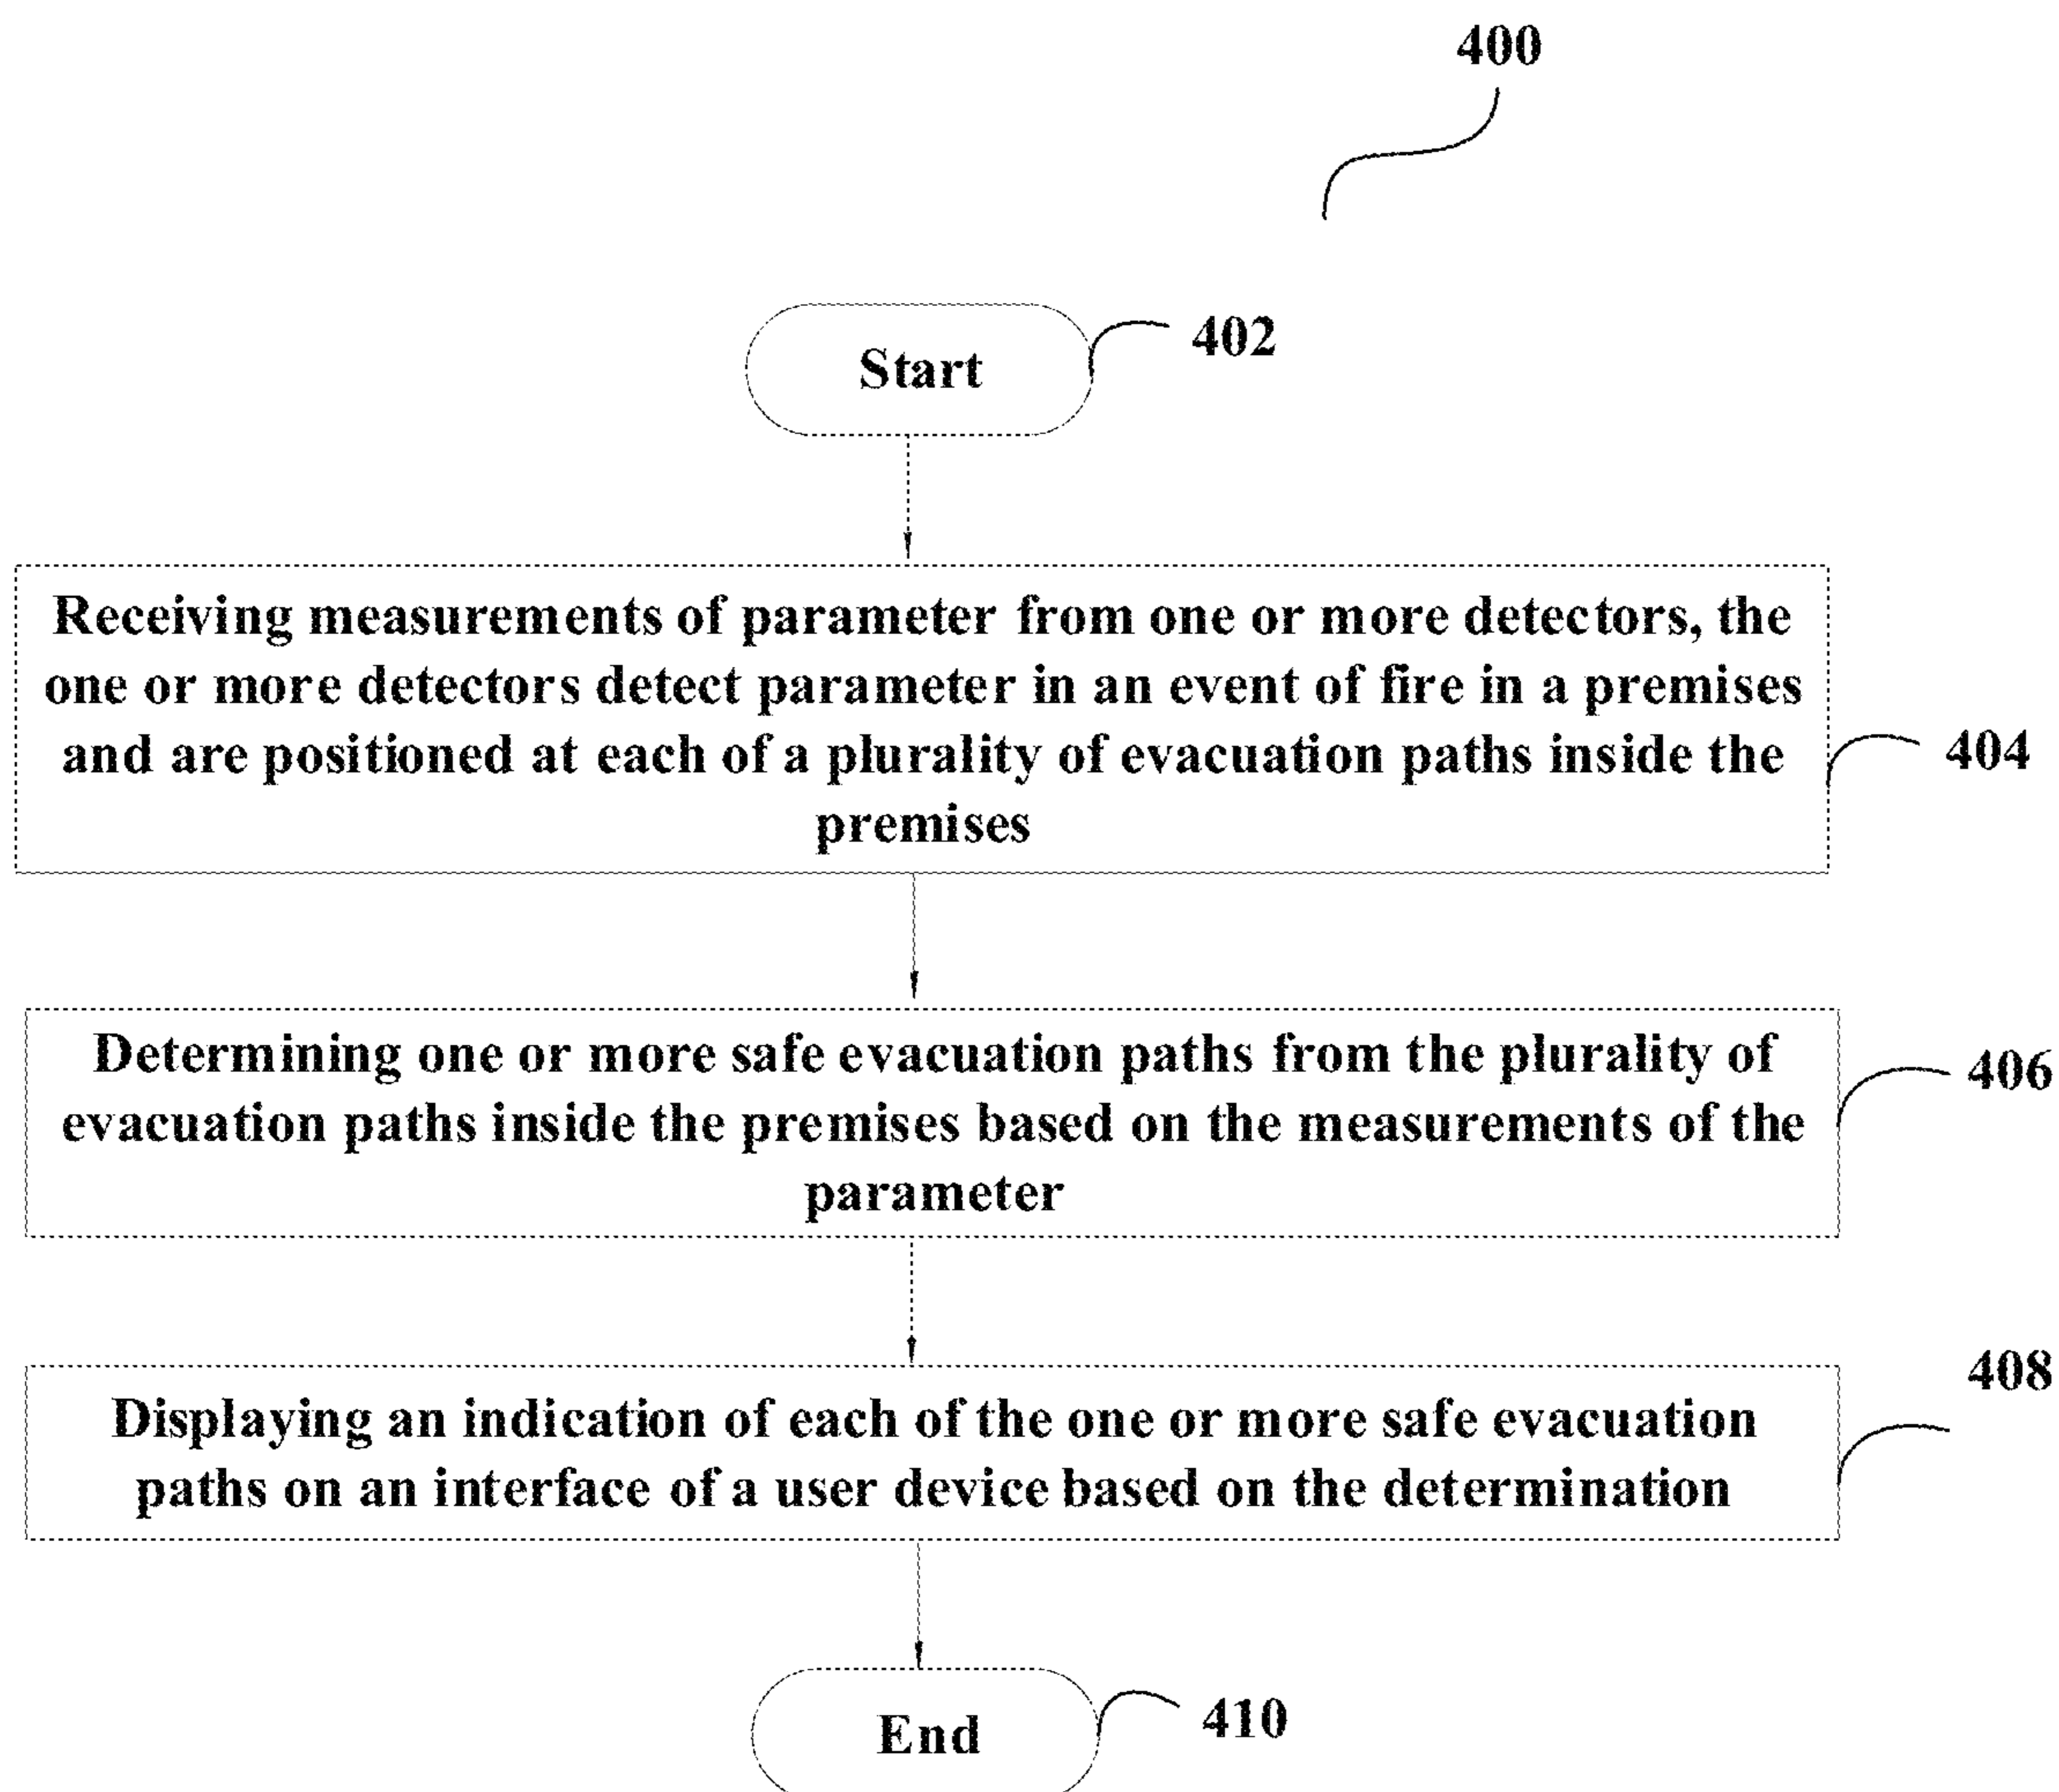 400
Start
402
Receiving measurements of parameter from one or more detectors, the
one or more detectors detect parameter in an event of fire in a premises
and are positioned at each of a plurality of evacuation paths inside the
premises
404
Determining one or more safe evacuation paths from the plurality of
evacuation paths inside the premises based on the measurements of the
parameter
406
Displaying an indication of each of the one or more safe evacuation
paths on an interface of a user device based on the determination
408
End
410